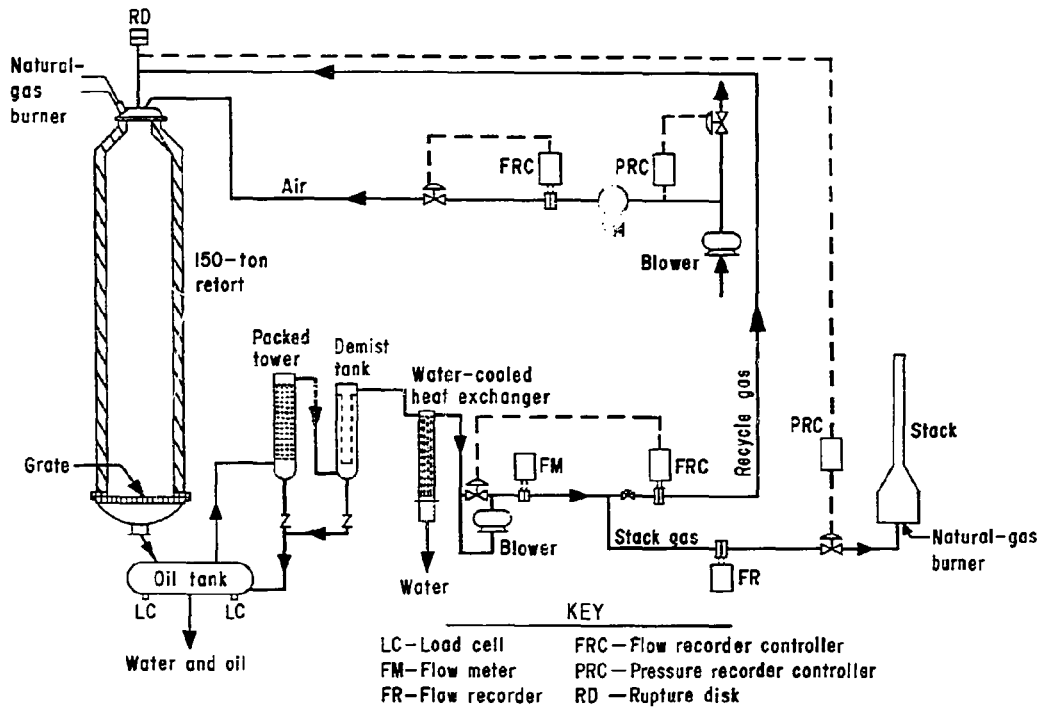 RD
Natural-
gas
burner
FRC
PRC
Air
Blower
150-ton
retort
Packed
tower
Demist
tank
Water-cooled
heat exchanger
Recycle gas
PRC
Stack
Grate
FM
FRC
Blower
Stack gas
Natural-gas
burner
Oil tank
FR
LC
LC
Water
Water and oil
KEY
LC-Load cell
FM-Flow meter
FR-Flow recorder
FRC-Flow recorder controller
PRC-Pressure recorder controller
RD-Rupture disk